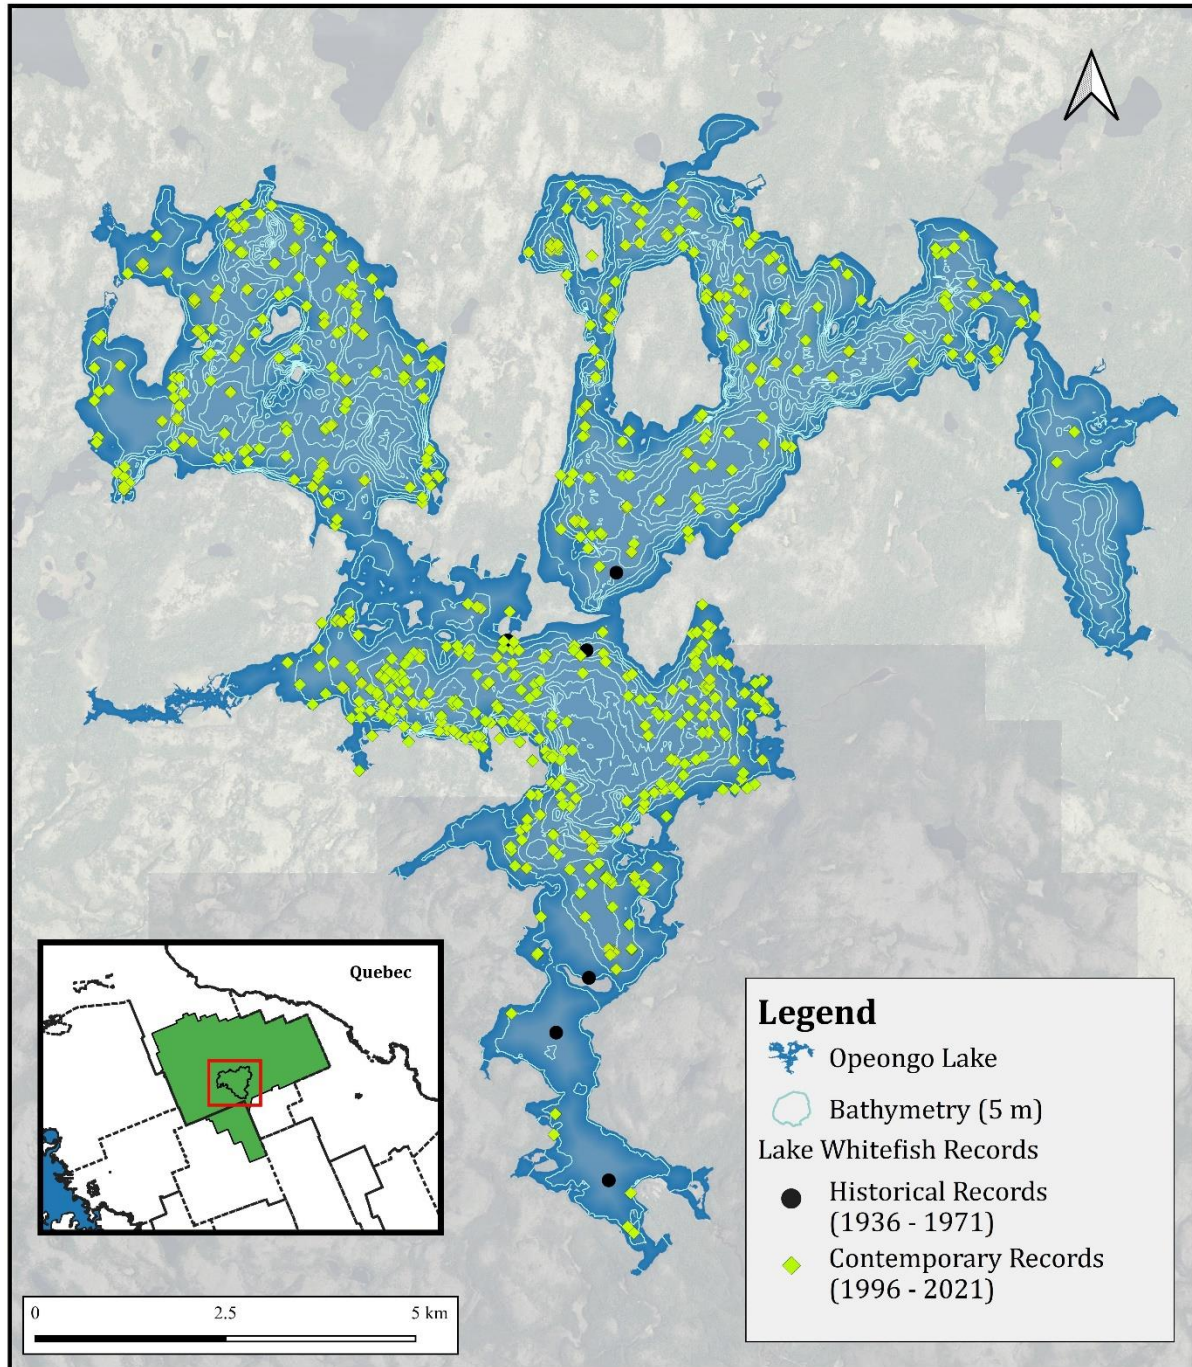 Quebec
Legend
Opeongo Lake
Bathymetry (5 m)
Lake Whitefish Records
Historical Records
(1936 - 1971)
Contemporary Records
(1996 - 2021)
0 2.5 5 km